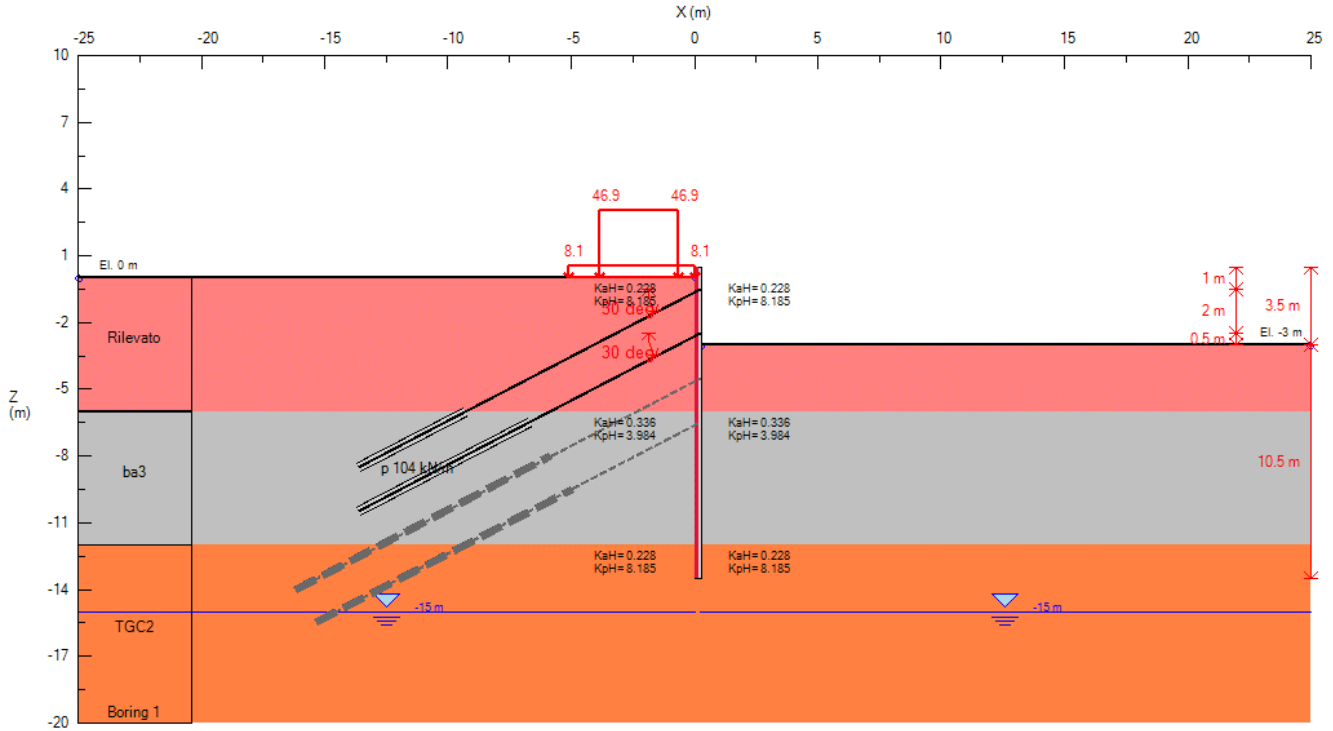 X (m)
-25 -20 -15 -10 -5 0 5 10 15 20 25
10
7
4
46.9 46.9
1
8.1 8.1
El. 0 m
1 m
KaH= 0.228
KpH= 8.185
KaH= 0.228
KpH= 8.185
2 m
3.5 m
-2
Rilevato
0.5 m
El. -3 m
30 deg
Z
(m)
-5
KaH= 0.336
KpH= 3.984
KaH= 0.336
KpH= 3.984
-8
ba3
p 104 kN/m
10.5 m
-11
KaH= 0.228
KpH= 8.185
KaH= 0.228
KpH= 8.185
-14
-15 m
-15 m
TGC2
-17
Boring 1
-20